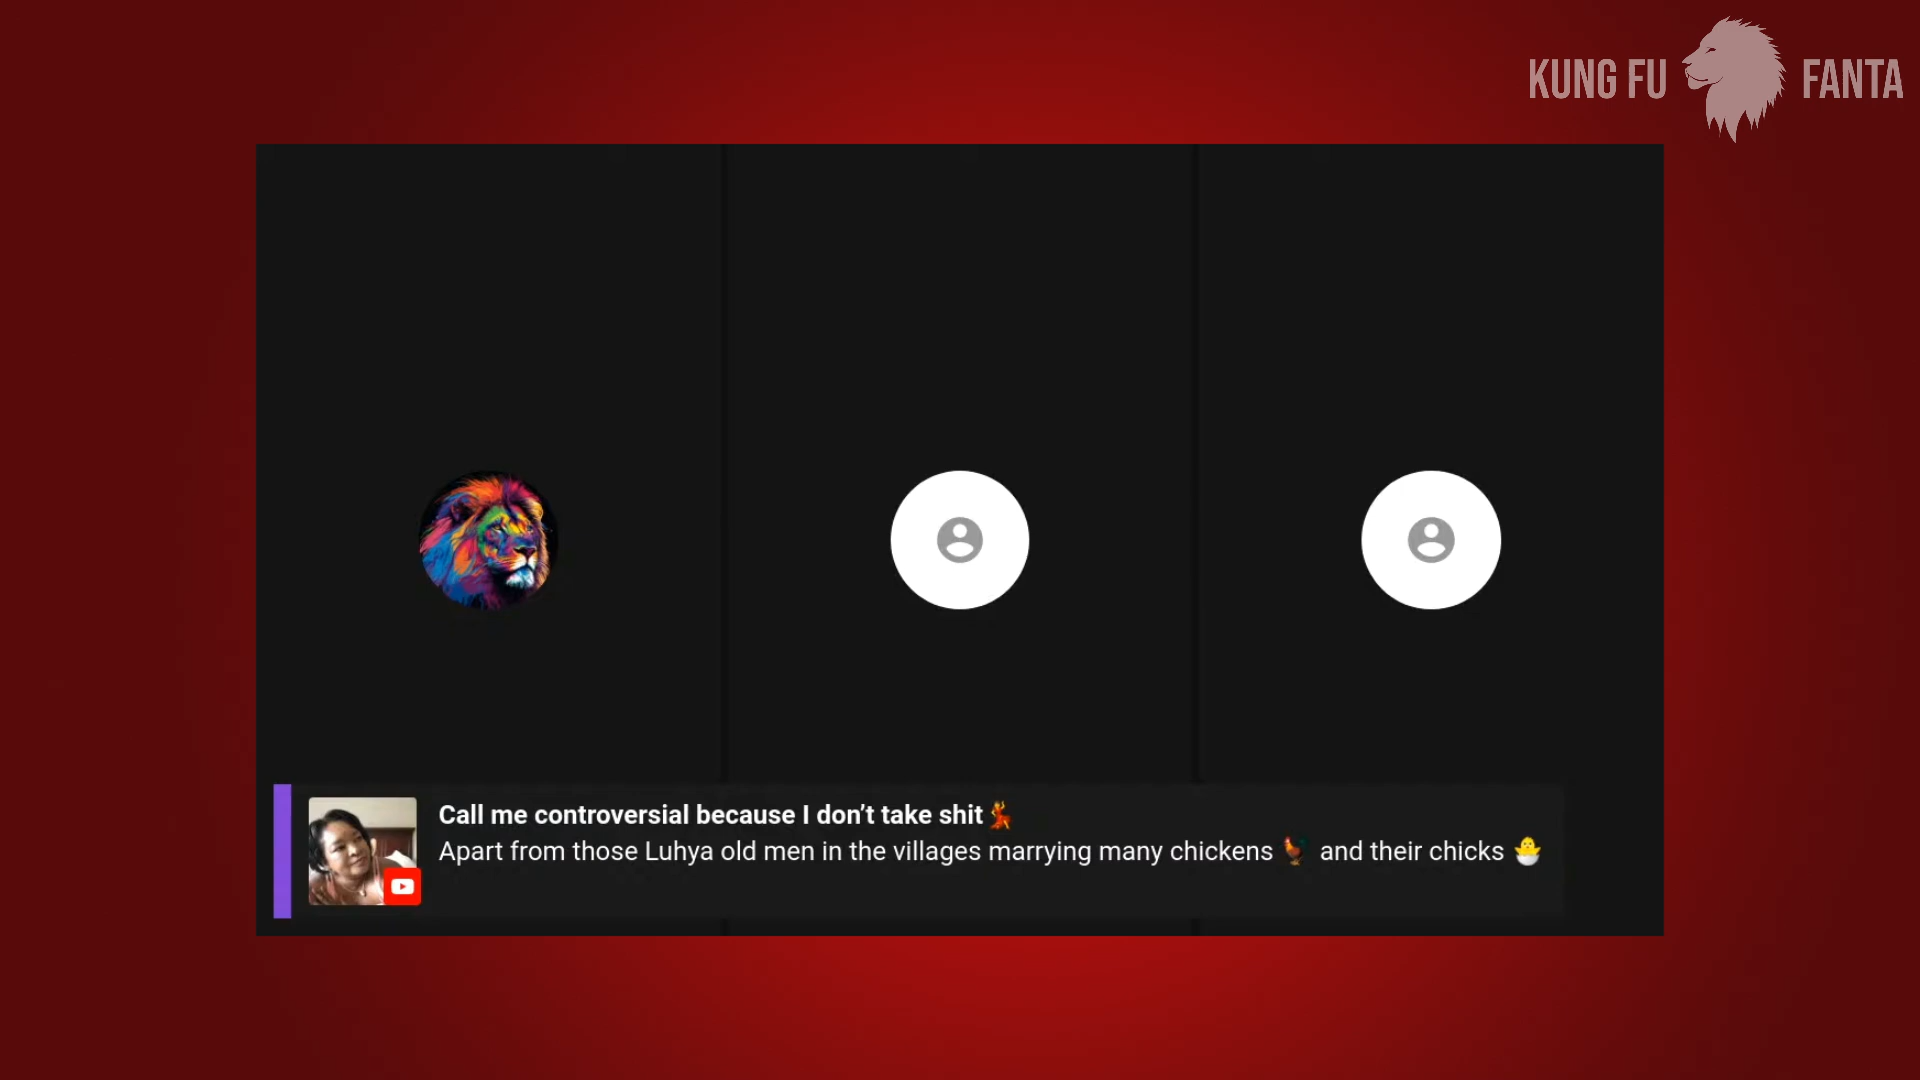 KUNG FU FANTA
Call me controversial because I don’t take shit💃
Apart from those Luhya old men in the villages marrying many chickens 🐓 and their chicks 🐣